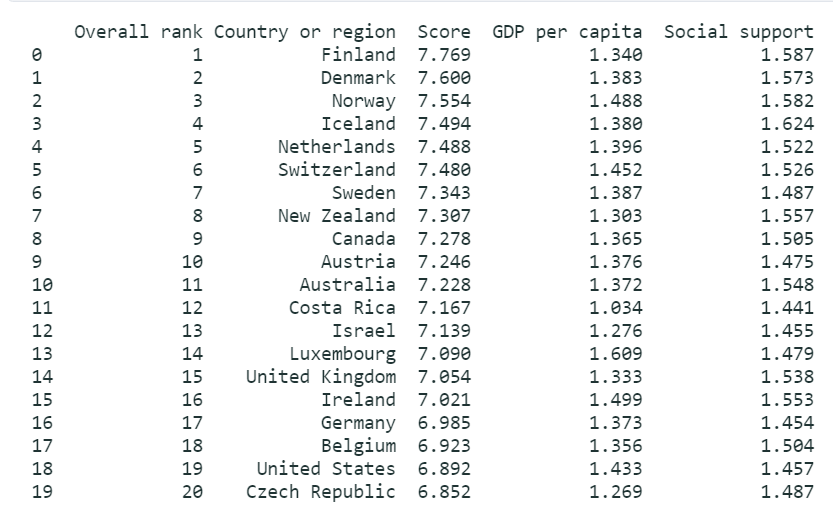 Overall rank Country or region Score GDP per capita Social support
0 1 Finland 7.769 1.340 1.587
1 2 Denmark 7.600 1.383 1.573
2 3 Norway 7.554 1.488 1.582
3 4 Iceland 7.494 1.380 1.624
4 5 Netherlands 7.488 1.396 1.522
5 6 Switzerland 7.480 1.452 1.526
6 7 Sweden 7.343 1.387 1.487
7 8 New Zealand 7.307 1.303 1.557
8 9 Canada 7.278 1.365 1.505
9 10 Austria 7.246 1.376 1.475
10 11 Australia 7.228 1.372 1.548
11 12 Costa Rica 7.167 1.034 1.441
12 13 Israel 7.139 1.276 1.455
13 14 Luxembourg 7.090 1.609 1.479
14 15 United Kingdom 7.054 1.333 1.538
15 16 Ireland 7.021 1.499 1.553
16 17 Germany 6.985 1.373 1.454
17 18 Belgium 6.923 1.356 1.504
18 19 United States 6.892 1.433 1.457
19 20 Czech Republic 6.852 1.269 1.487